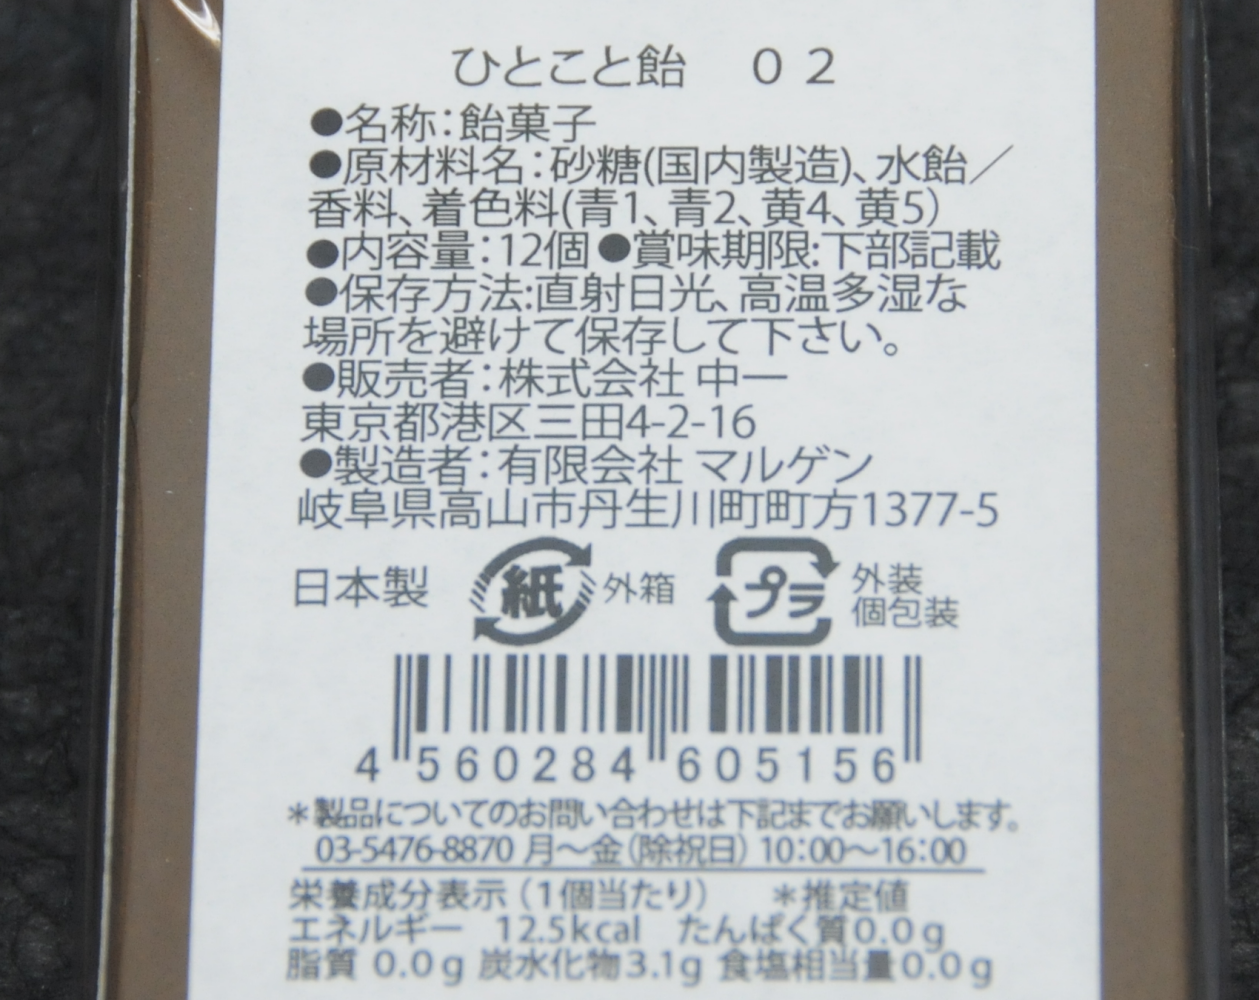 ひとこと飴　０２
●名称：飴菓子
●原材料名：砂糖(国内製造)、水飴／
香料、着色料(青1、青2、黄4、黄5）
●内容量：12個 ●賞味期限:下部記載
●保存方法:直射日光、高温多湿な
場所を避けて保存して下さい。
●販売者：株式会社 中一
東京都港区三田4-2-16
●製造者：有限会社 マルゲン
岐阜県高山市丹生川町町方1377-5
日本製 紙 外箱 プラ 外装
個包装
4 560284 605156
＊製品についてのお問い合わせは下記までお願いします。
03-5476-8870 月～金（除祝日）10：00～16：00
栄養成分表示（1個当たり）　＊推定値
エネルギー　12.5kcal　たんぱく質0.0g
脂質 0.0g 炭水化物3.1g 食塩相当量0.0g